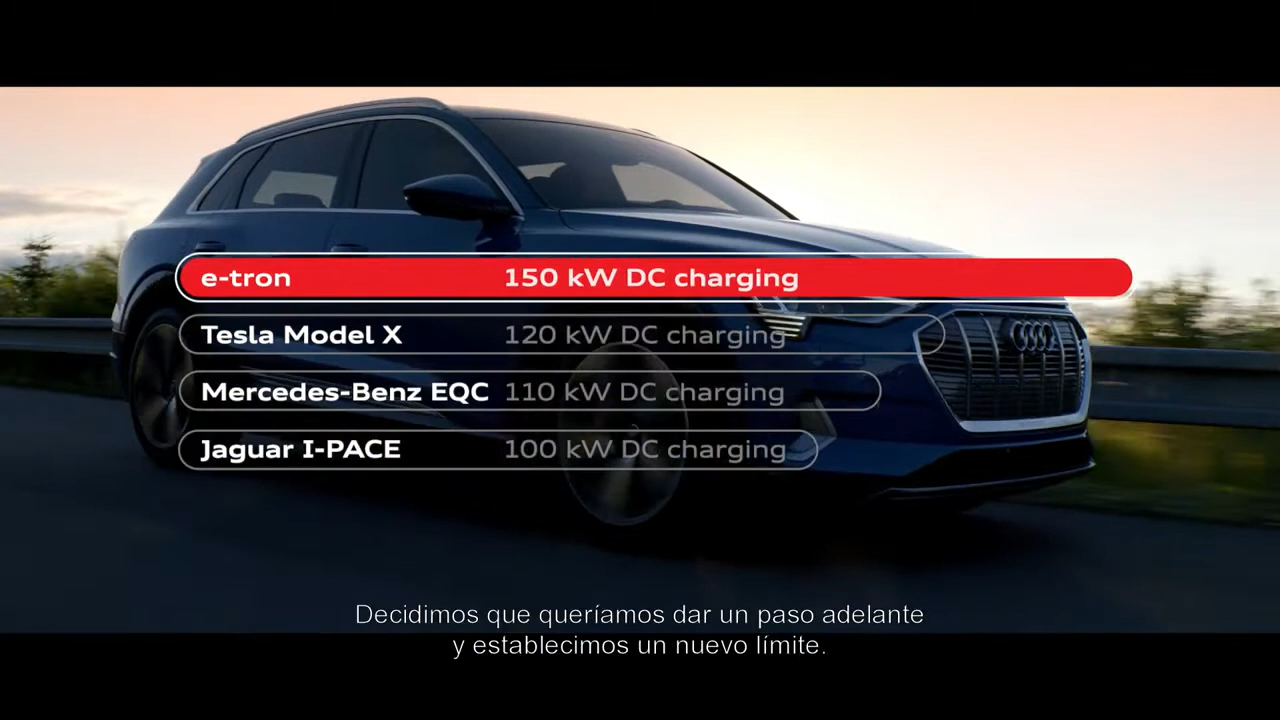 e-tron 150 kW DC charging
Tesla Model X 120 kW DC charging
Mercedes-Benz EQC 110 kW DC charging
Jaguar I-PACE 100 kW DC charging
Decidimos que queríamos dar un paso adelante
y establecimos un nuevo límite.